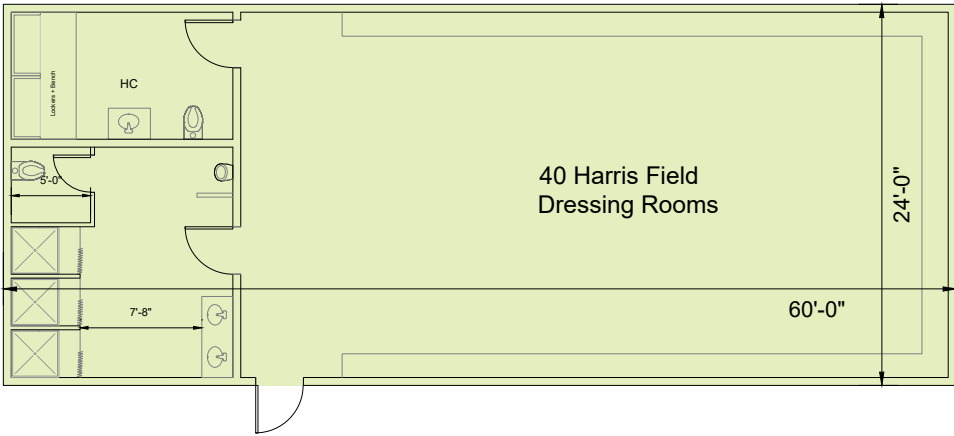 HC
Lockers + Bench
5'-0"
40 Harris Field
Dressing Rooms
24'-0"
60'-0"
7'-8"